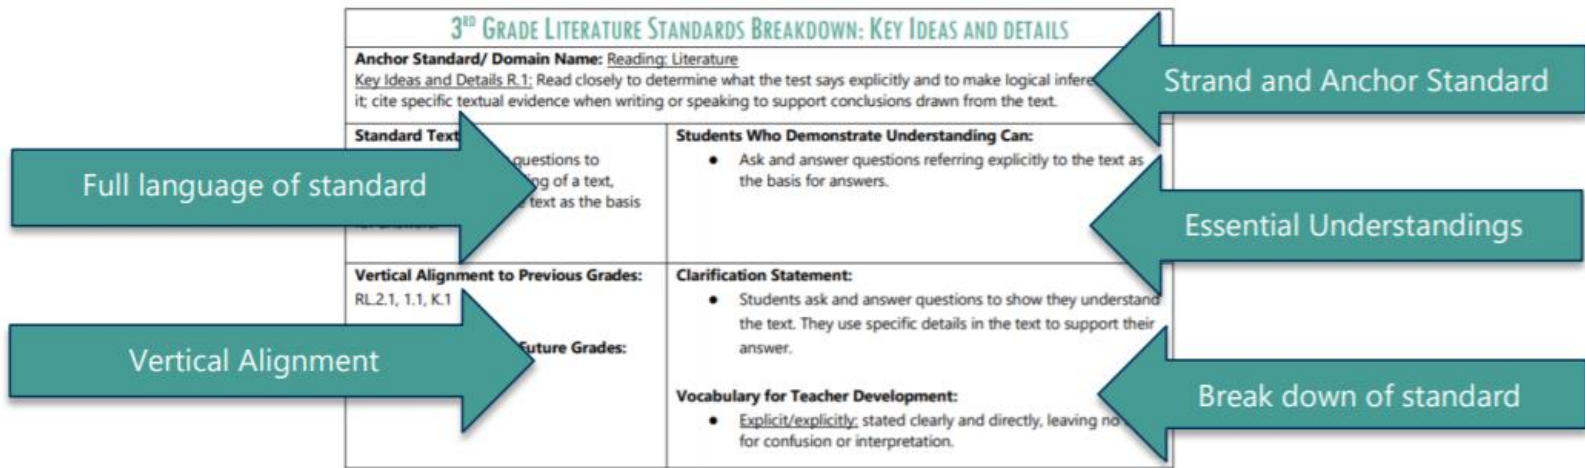 3RD GRADE LITERATURE STANDARDS BREAKDOWN: KEY IDEAS AND DETAILS
Anchor Standard/ Domain Name: Reading: Literature
Key Ideas and Details R.1: Read closely to determine what the test says explicitly and to make logical
it; cite specific textual evidence when writing or speaking to support conclusions drawn from the text.
Strand and Anchor Standard
Standard Text
questions to
of a text,
text as the basis
Full language of standard
Students Who Demonstrate Understanding Can:
● Ask and answer questions referring explicitly to the text as
the basis for answers.
Essential Understandings
Vertical Alignment to Previous Grades:
RL.2.1, 1.1, K.1
Future Grades:
Vertical Alignment
Clarification Statement:
● Students ask and answer questions to show they understand
the text. They use specific details in the text to support their
answer.
Vocabulary for Teacher Development:
● Explicit/explicitly: stated clearly and directly, leaving no
for confusion or interpretation.
Break down of standard